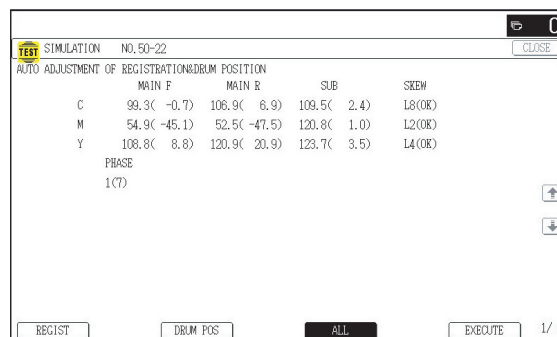 0
TEST SIMULATION NO.50-22 CLOSE
AUTO ADJUSTMENT OF REGISTRATION&DRUM POSITION
MAIN F MAIN R SUB SKEW
C 99.3( -0.7) 106.9( 6.9) 109.5( 2.4) L8(OK)
M 54.9( -45.1) 52.5( -47.5) 120.8( 1.0) L2(OK)
Y 108.8( 8.8) 120.9( 20.9) 123.7( 3.5) L4(OK)
PHASE
1(7)
REGIST DRUM POS ALL EXECUTE 1/